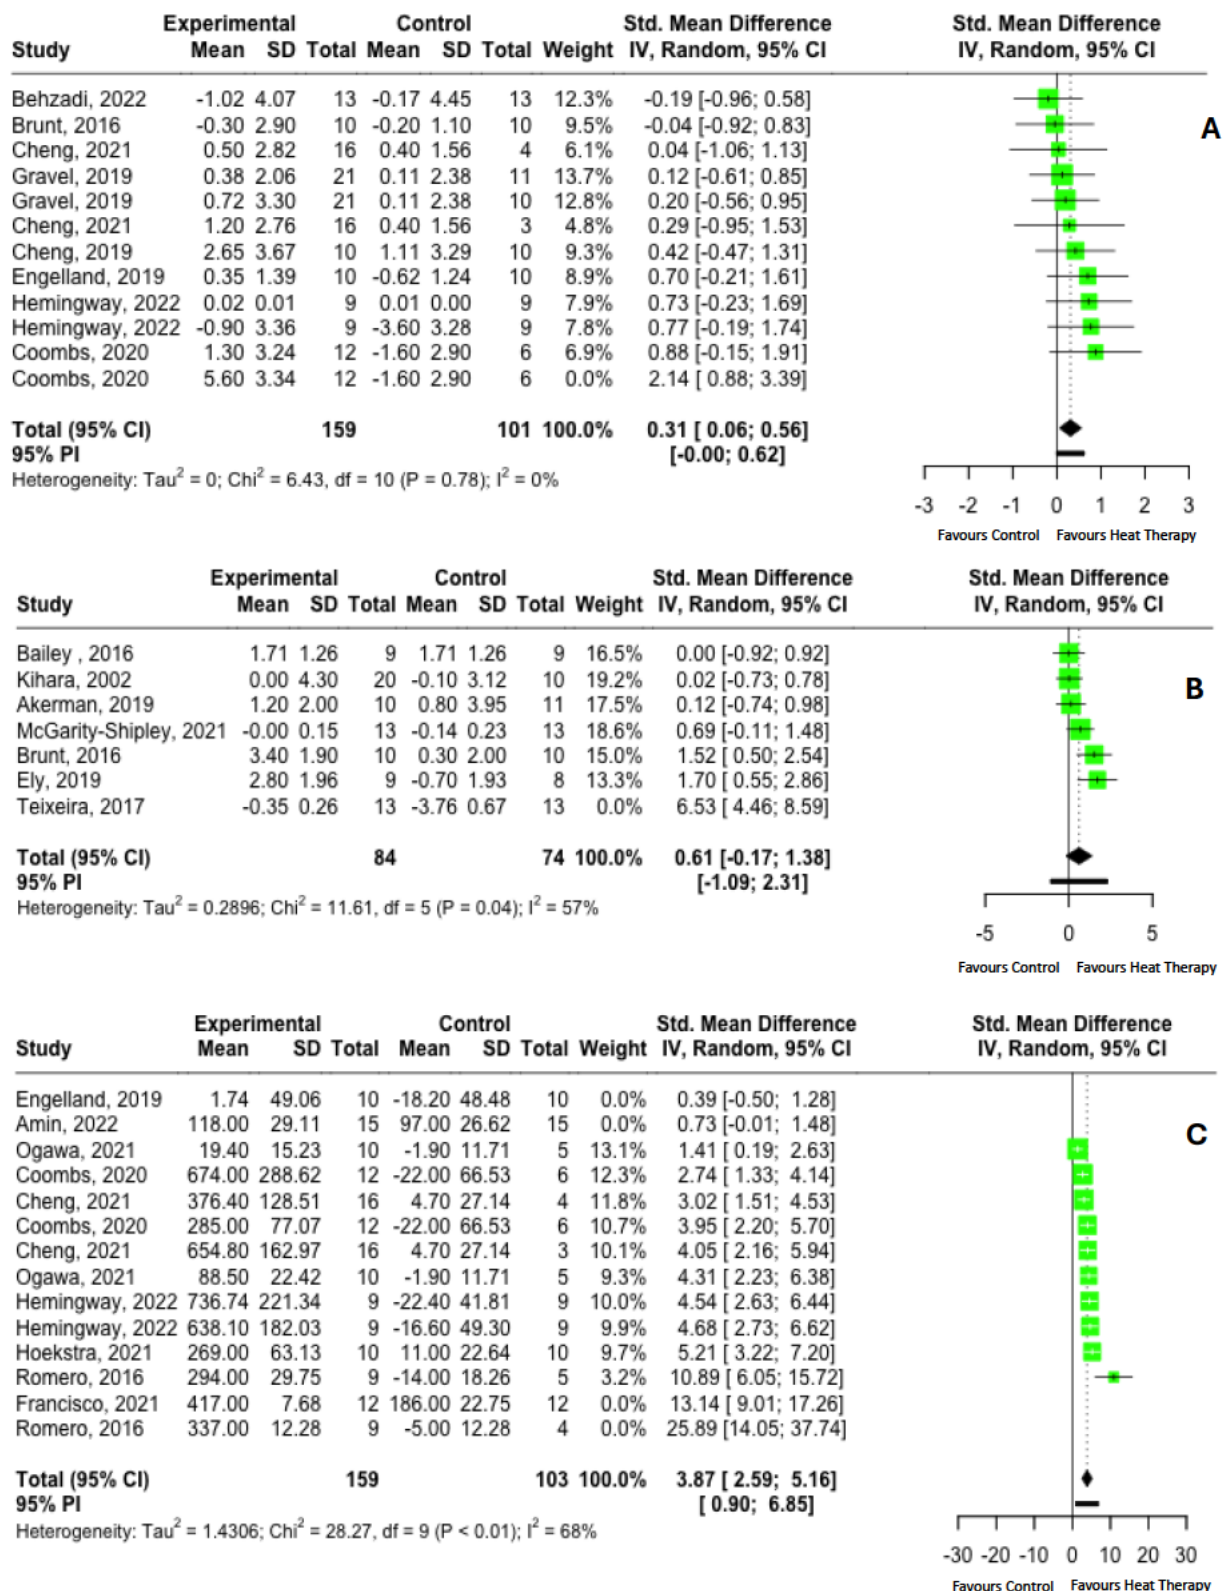 Experimental Control Std. Mean Difference Std. Mean Difference
Study Mean SD Total Mean SD Total Weight IV, Random, 95% CI IV, Random, 95% CI
Behzadi, 2022 -1.02 4.07 13 -0.17 4.45 13 12.3% -0.19 [-0.96; 0.58]
Brunt, 2016 -0.30 2.90 10 -0.20 1.10 10 9.5% -0.04 [-0.92; 0.83]
A
Cheng, 2021 0.50 2.82 16 0.40 1.56 4 6.1% 0.04 [-1.06; 1.13]
Gravel, 2019 0.38 2.06 21 0.11 2.38 11 13.7% 0.12 [-0.61; 0.85]
Gravel, 2019 0.72 3.30 21 0.11 2.38 10 12.8% 0.20 [-0.56; 0.95]
Cheng, 2021 1.20 2.76 16 0.40 1.56 3 4.8% 0.29 [-0.95; 1.53]
Cheng, 2019 2.65 3.67 10 1.11 3.29 10 9.3% 0.42 [-0.47; 1.31]
Engelland, 2019 0.35 1.39 10 -0.62 1.24 10 8.9% 0.70 [-0.21; 1.61]
Hemingway, 2022 0.02 0.01 9 0.01 0.00 9 7.9% 0.73 [-0.23; 1.69]
Hemingway, 2022 -0.90 3.36 9 -3.60 3.28 9 7.8% 0.77 [-0.19; 1.74]
Coombs, 2020 1.30 3.24 12 -1.60 2.90 6 6.9% 0.88 [-0.15; 1.91]
Coombs, 2020 5.60 3.34 12 -1.60 2.90 6 0.0% 2.14 [ 0.88; 3.39]
Total (95% CI) 159 101 100.0% 0.31 [ 0.06; 0.56]
95% PI [-0.00; 0.62]
Heterogeneity: Tau² = 0; Chi² = 6.43, df = 10 (P = 0.78); I² = 0%
-3 -2 -1 0 1 2 3
Favours Control Favours Heat Therapy
Experimental Control Std. Mean Difference Std. Mean Difference
Study Mean SD Total Mean SD Total Weight IV, Random, 95% CI IV, Random, 95% CI
Bailey , 2016 1.71 1.26 9 1.71 1.26 9 16.5% 0.00 [-0.92; 0.92]
Kihara, 2002 0.00 4.30 20 -0.10 3.12 10 19.2% 0.02 [-0.73; 0.78]
B
Akerman, 2019 1.20 2.00 10 0.80 3.95 11 17.5% 0.12 [-0.74; 0.98]
McGarity-Shipley, 2021 -0.00 0.15 13 -0.14 0.23 13 18.6% 0.69 [-0.11; 1.48]
Brunt, 2016 3.40 1.90 10 0.30 2.00 10 15.0% 1.52 [ 0.50; 2.54]
Ely, 2019 2.80 1.96 9 -0.70 1.93 8 13.3% 1.70 [ 0.55; 2.86]
Teixeira, 2017 -0.35 0.26 13 -3.76 0.67 13 0.0% 6.53 [ 4.46; 8.59]
Total (95% CI) 84 74 100.0% 0.61 [-0.17; 1.38]
95% PI [-1.09; 2.31]
Heterogeneity: Tau² = 0.2896; Chi² = 11.61, df = 5 (P = 0.04); I² = 57%
-5 0 5
Favours Control Favours Heat Therapy
Experimental Control Std. Mean Difference Std. Mean Difference
Study Mean SD Total Mean SD Total Weight IV, Random, 95% CI IV, Random, 95% CI
Engelland, 2019 1.74 49.06 10 -18.20 48.48 10 0.0% 0.39 [-0.50; 1.28]
Amin, 2022 118.00 29.11 15 97.00 26.62 15 0.0% 0.73 [-0.01; 1.48]
C
Ogawa, 2021 19.40 15.23 10 -1.90 11.71 5 13.1% 1.41 [ 0.19; 2.63]
Coombs, 2020 674.00 288.62 12 -22.00 66.53 6 12.3% 2.74 [ 1.33; 4.14]
Cheng, 2021 376.40 128.51 16 4.70 27.14 4 11.8% 3.02 [ 1.51; 4.53]
Coombs, 2020 285.00 77.07 12 -22.00 66.53 6 10.7% 3.95 [ 2.20; 5.70]
Cheng, 2021 654.80 162.97 16 4.70 27.14 3 10.1% 4.05 [ 2.16; 5.94]
Ogawa, 2021 88.50 22.42 10 -1.90 11.71 5 9.3% 4.31 [ 2.23; 6.38]
Hemingway, 2022 736.74 221.34 9 -22.40 41.81 9 10.0% 4.54 [ 2.63; 6.44]
Hemingway, 2022 638.10 182.03 9 -16.60 49.30 9 9.9% 4.68 [ 2.73; 6.62]
Hoekstra, 2021 269.00 63.13 10 11.00 22.64 10 9.7% 5.21 [ 3.22; 7.20]
Romero, 2016 294.00 29.75 9 -14.00 18.26 5 3.2% 10.89 [ 6.05; 15.72]
Francisco, 2021 417.00 7.68 12 186.00 22.75 12 0.0% 13.14 [ 9.01; 17.26]
Romero, 2016 337.00 12.28 9 -5.00 12.28 4 0.0% 25.89 [14.05; 37.74]
Total (95% CI) 159 103 100.0% 3.87 [ 2.59; 5.16]
95% PI [ 0.90; 6.85]
Heterogeneity: Tau² = 1.4306; Chi² = 28.27, df = 9 (P < 0.01); I² = 68%
-30 -20 -10 0 10 20 30
Favours Control Favours Heat Therapy